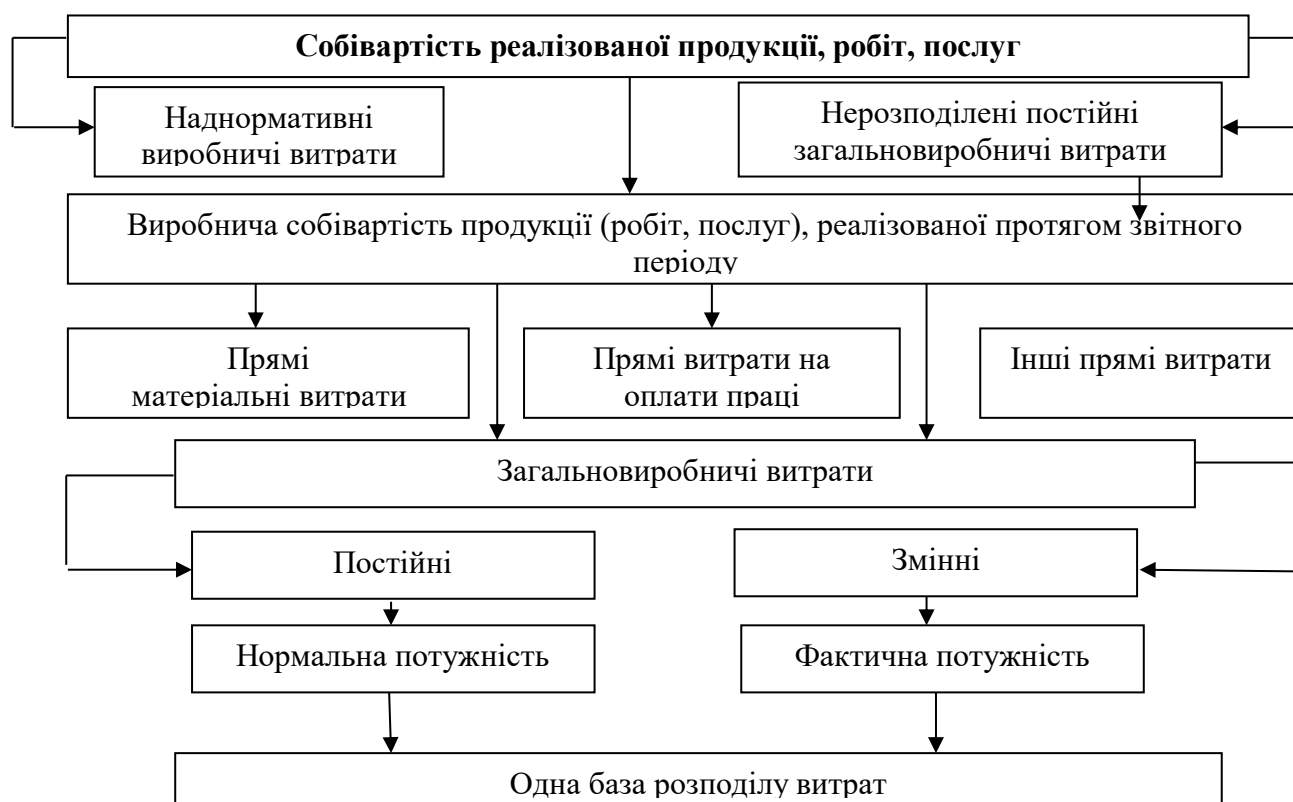 Собівартість реалізованої продукції, робіт, послуг
Наднормативні
виробничі витрати
Нерозподілені постійні
загальновиробничі витрати
Виробнича собівартість продукції (робіт, послуг), реалізованої протягом звітного
періоду
Прямі
матеріальні витрати
Прямі витрати на
оплати праці
Інші прямі витрати
Загальновиробничі витрати
Постійні
Змінні
Нормальна потужність
Фактична потужність
Одна база розподілу витрат